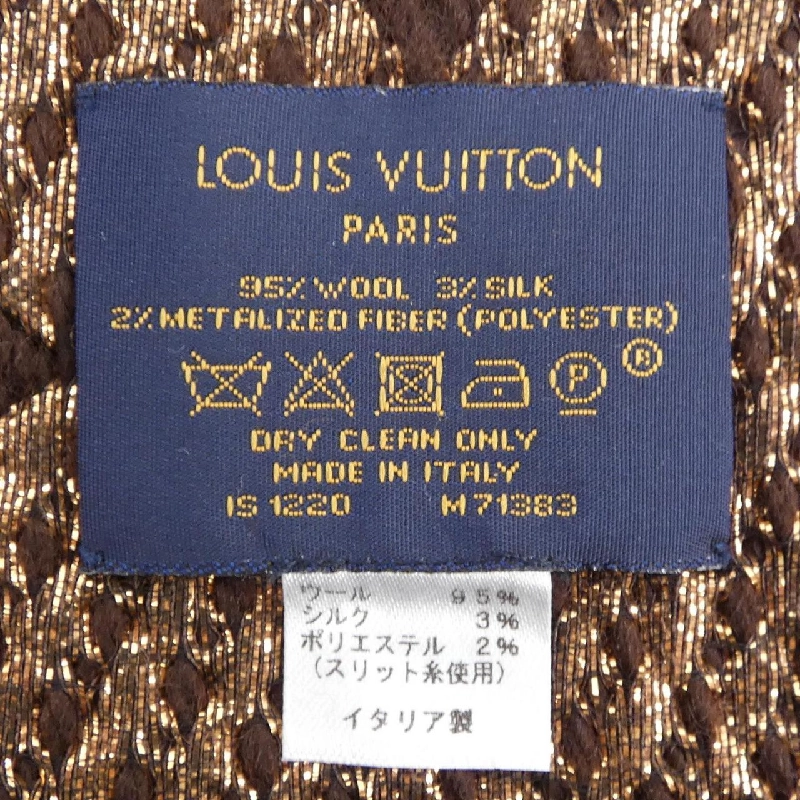 LOUIS VUITTON
PARIS
95% WOOL 3% SILK
2% METALIZED FIBER (POLYESTER)
P ®
DRY CLEAN ONLY
MADE IN ITALY
IS 1220 M71383
ウール 95%
シルク 3%
ポリエステル 2%
(スリット糸使用)
イタリア製